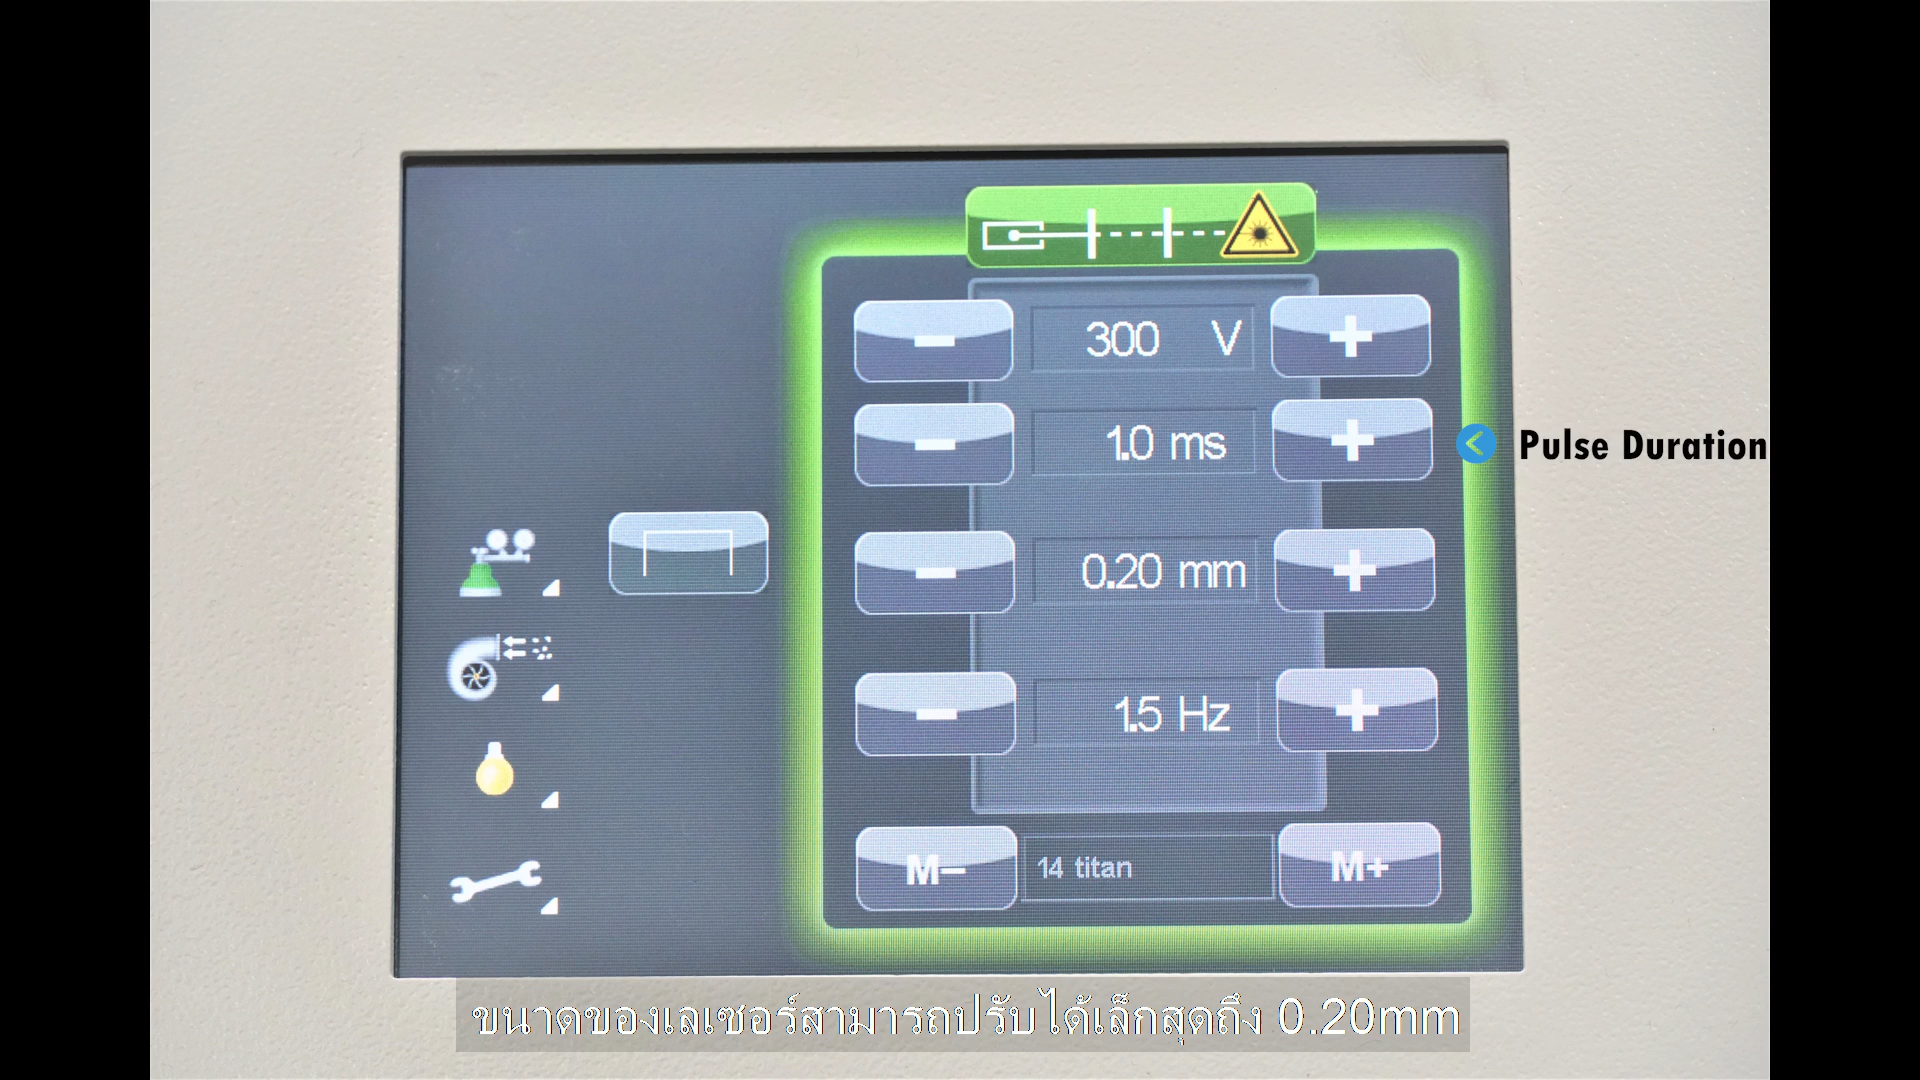 300 V
1.0 ms
Pulse Duration
0.20 mm
1.5 Hz
M− 14 titan M+
ขนาดของเลเซอร์สามารถปรับได้เล็กสุดถึง 0.20mm